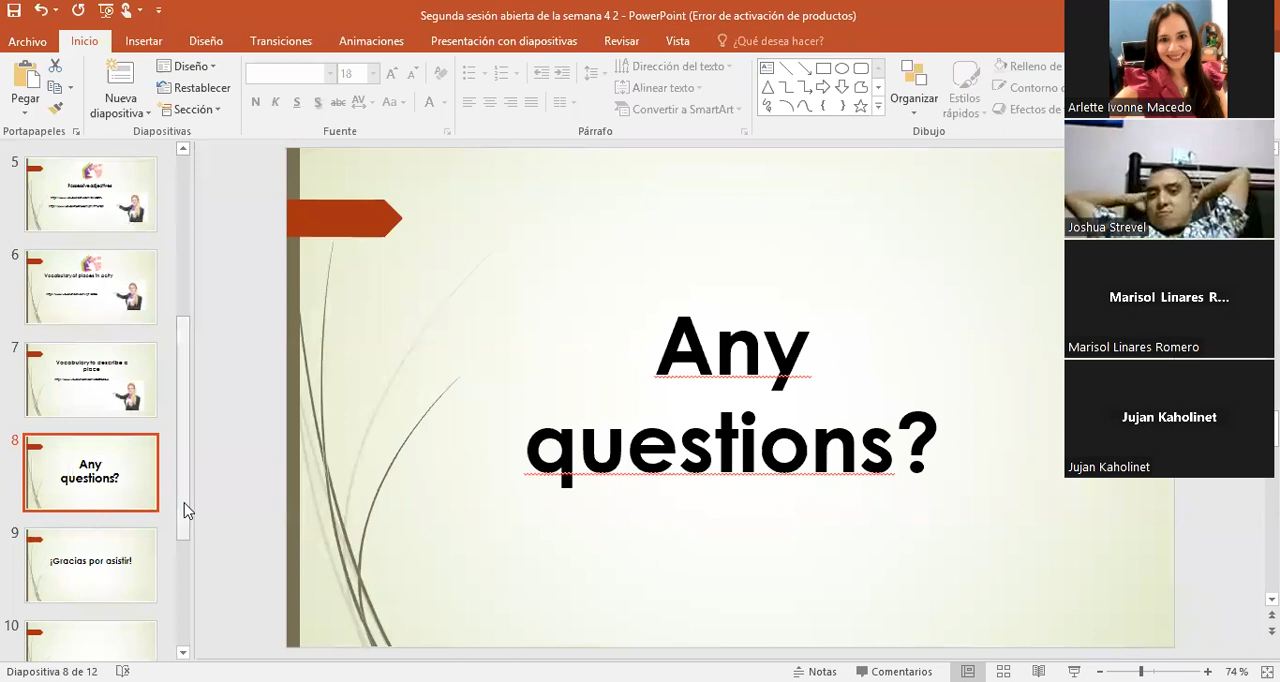 Segunda sesión abierta de la semana 4 2 - PowerPoint (Error de activación de productos)
Archivo Inicio Insertar Diseño Transiciones Animaciones Presentación con diapositivas Revisar Vista ¿Qué desea hacer?
Pegar
Nueva diapositiva
Diseño
Restablecer
Sección
18
N K S S abc AV Aa A
Dirección del texto
Alinear texto
Convertir a SmartArt
Organizar
Estilos rápidos
Relleno de
Contorno d
Efectos de
Portapapeles Diapositivas Fuente Párrafo Dibujo
5
Possessive adjectives
6
Vocabulary of places in a city
7
Vocabulary to describe a
place
8
Any
questions?
9
¡Gracias por asistir!
10
Any
questions?
Arlette Ivonne Macedo
Joshua Strevel
Marisol Linares R...
Marisol Linares Romero
Jujan Kaholinet
Jujan Kaholinet
Diapositiva 8 de 12
Notas
Comentarios
74 %